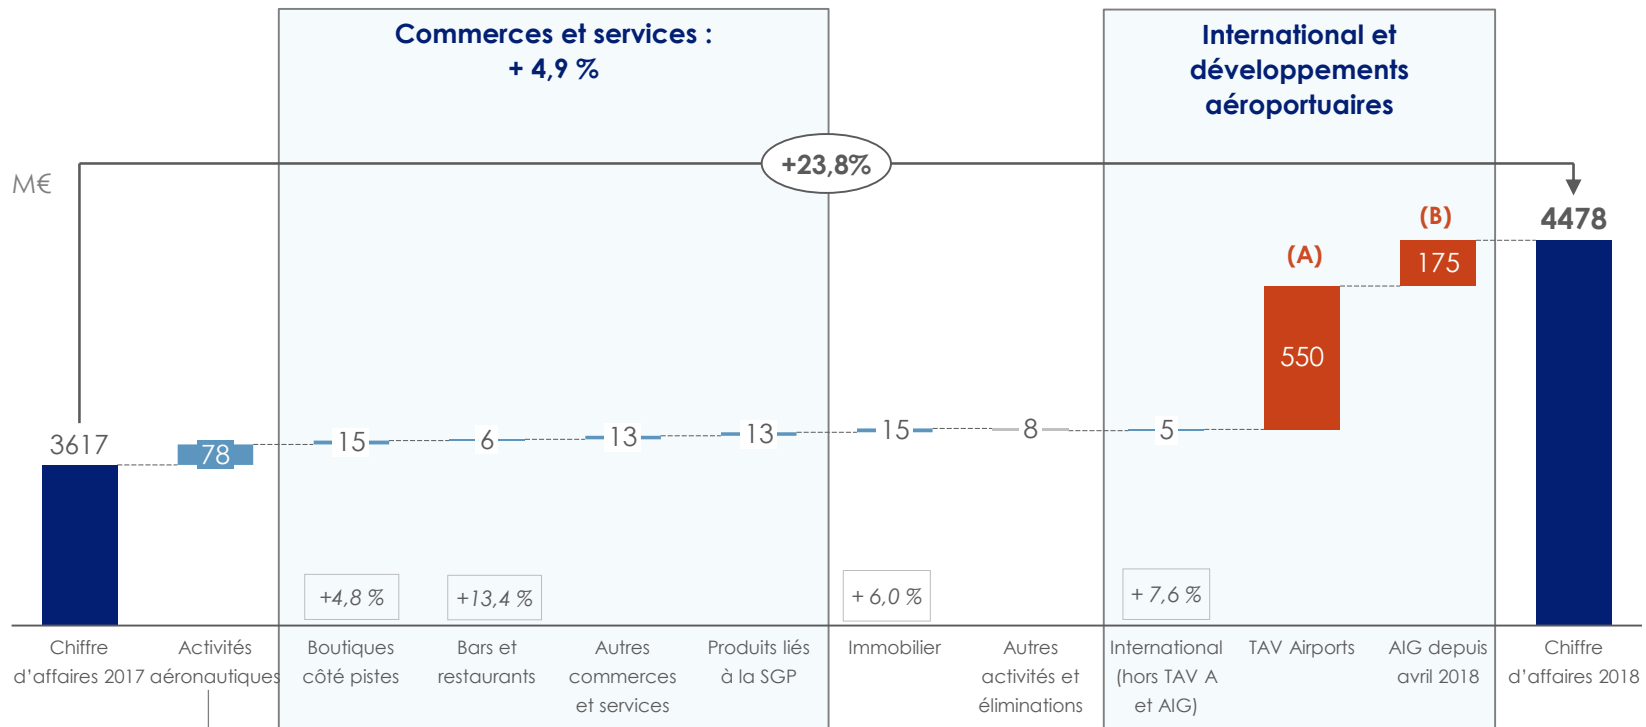 Commerces et services :
+ 4,9 %
International et
développements
aéroportuaires
+23,8%
M€
3617
78
15
6
13
13
15
8
5
(A)
550
(B)
175
4478
+4,8 %
+13,4 %
+ 6,0 %
+ 7,6 %
Chiffre
d’affaires 2017
Activités
aéronautiques
Boutiques
côté pistes
Bars et
restaurants
Autres
commerces
et services
Produits liés
à la SGP
Immobilier
Autres
activités et
éliminations
International
(hors TAV A
et AIG)
TAV Airports
AIG depuis
avril 2018
Chiffre
d’affaires 2018